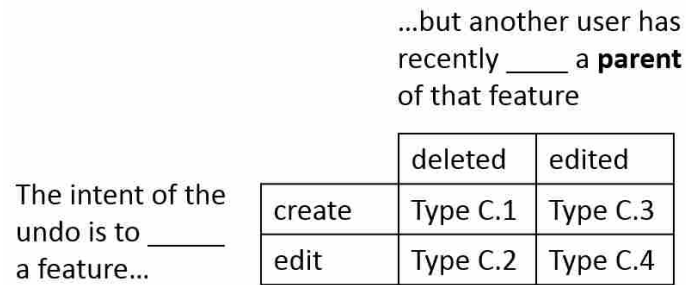 ...but another user has
recently _____ a parent
of that feature
deleted edited
The intent of the
undo is to ______
a feature...
create Type C.1 Type C.3
edit Type C.2 Type C.4